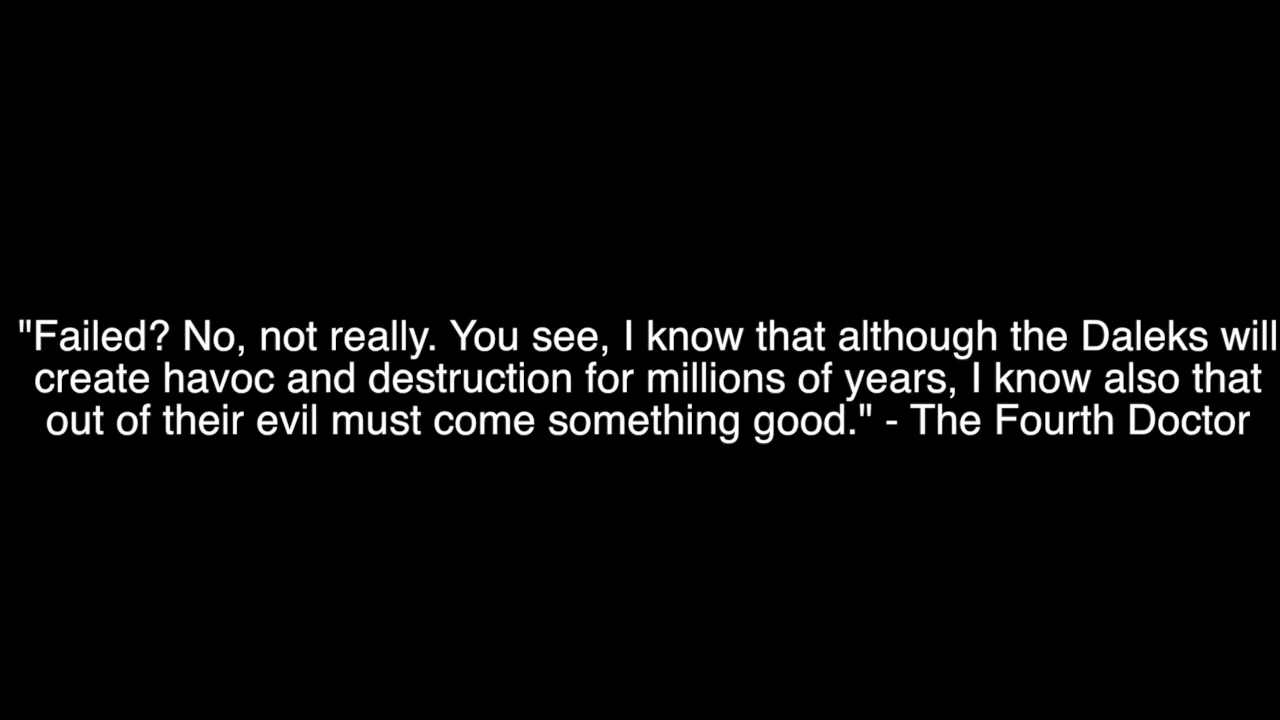 "Failed? No, not really. You see, I know that although the Daleks will
create havoc and destruction for millions of years, I know also that
out of their evil must come something good." - The Fourth Doctor